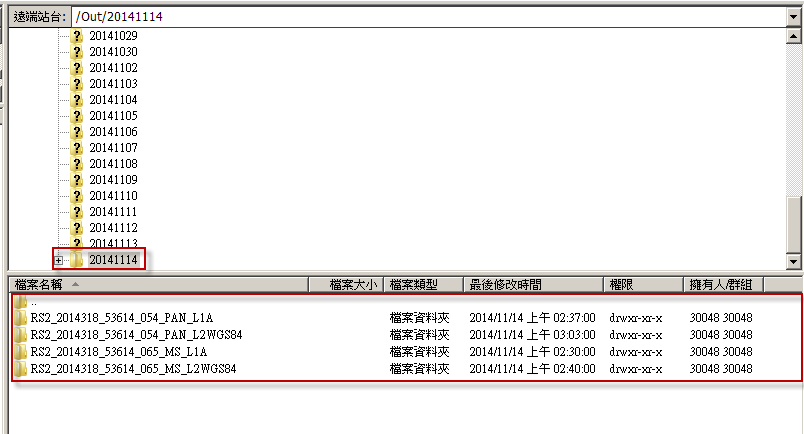 遠端站台: /Out/20141114
20141029
20141030
20141102
20141103
20141104
20141105
20141106
20141107
20141108
20141109
20141110
20141111
20141112
20141113
20141114
檔案名稱 檔案大小 檔案類型 最後修改時間 權限 擁有人/群組
..
RS2_2014318_53614_054_PAN_L1A 檔案資料夾 2014/11/14 上午 02:37:00 drwxr-xr-x 30048 30048
RS2_2014318_53614_054_PAN_L2WGS84 檔案資料夾 2014/11/14 上午 03:03:00 drwxr-xr-x 30048 30048
RS2_2014318_53614_065_MS_L1A 檔案資料夾 2014/11/14 上午 02:30:00 drwxr-xr-x 30048 30048
RS2_2014318_53614_065_MS_L2WGS84 檔案資料夾 2014/11/14 上午 02:40:00 drwxr-xr-x 30048 30048